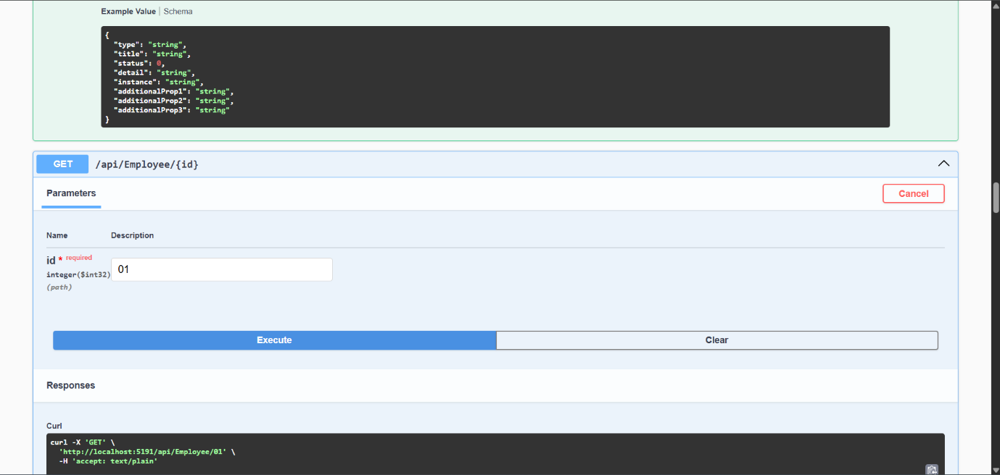 Example Value | Schema
{
  "type": "string",
  "title": "string",
  "status": 0,
  "detail": "string",
  "instance": "string",
  "additionalProp1": "string",
  "additionalProp2": "string",
  "additionalProp3": "string"
}
GET /api/Employee/{id}
Parameters Cancel
Name Description
id * required
integer($int32) 01
(path)
Execute Clear
Responses
Curl
curl -X 'GET' \
  'http://localhost:5191/api/Employee/01' \
  -H 'accept: text/plain'